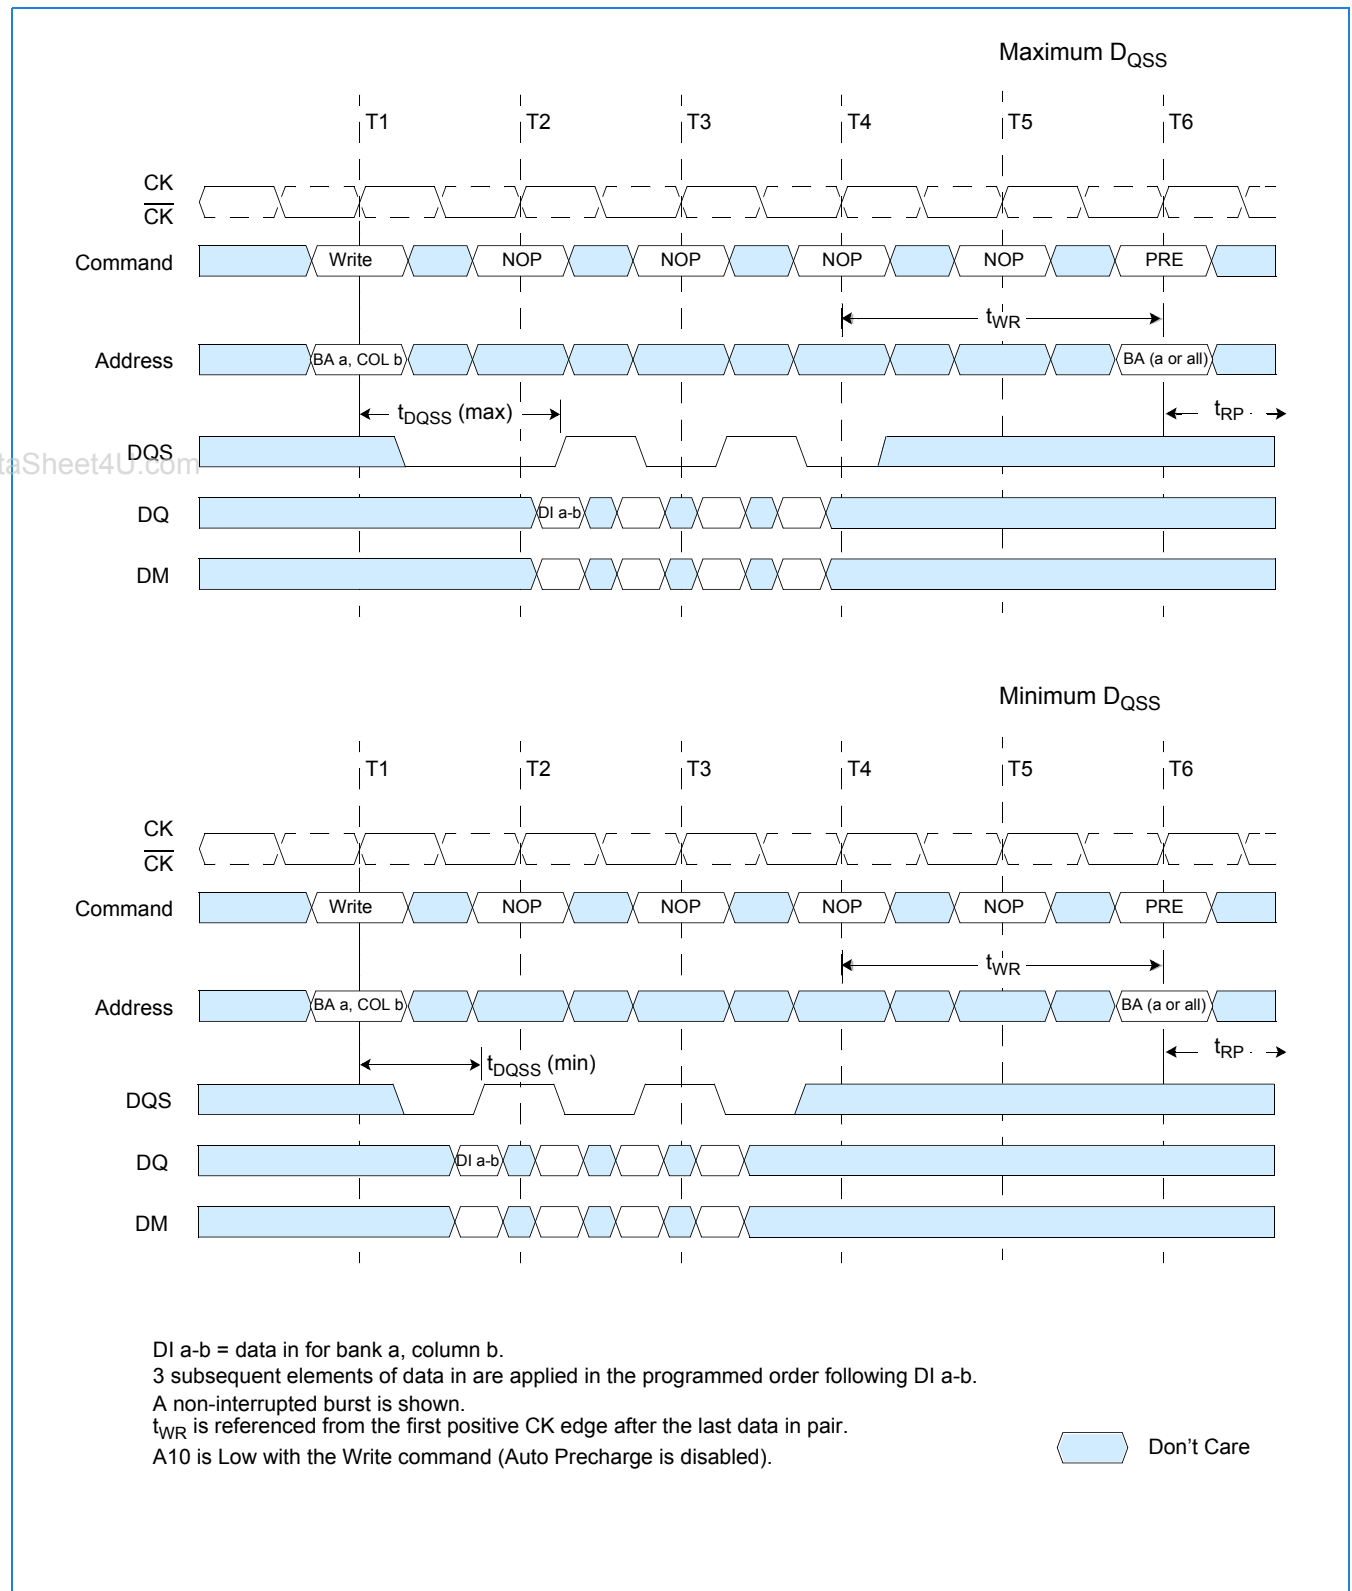 Maximum DQSS
T1 T2 T3 T4 T5 T6
CK
CK
Command Write NOP NOP NOP NOP PRE
tWR
Address BA a, COL b BA (a or all)
tDQSS (max) tRP
DQS
taSheet4U.com
DQ DI a-b
DM
Minimum DQSS
T1 T2 T3 T4 T5 T6
CK
CK
Command Write NOP NOP NOP NOP PRE
tWR
Address BA a, COL b BA (a or all)
tDQSS (min) tRP
DQS
DQ DI a-b
DM
DI a-b = data in for bank a, column b.
3 subsequent elements of data in are applied in the programmed order following DI a-b.
A non-interrupted burst is shown.
tWR is referenced from the first positive CK edge after the last data in pair.
A10 is Low with the Write command (Auto Precharge is disabled).
Don't Care